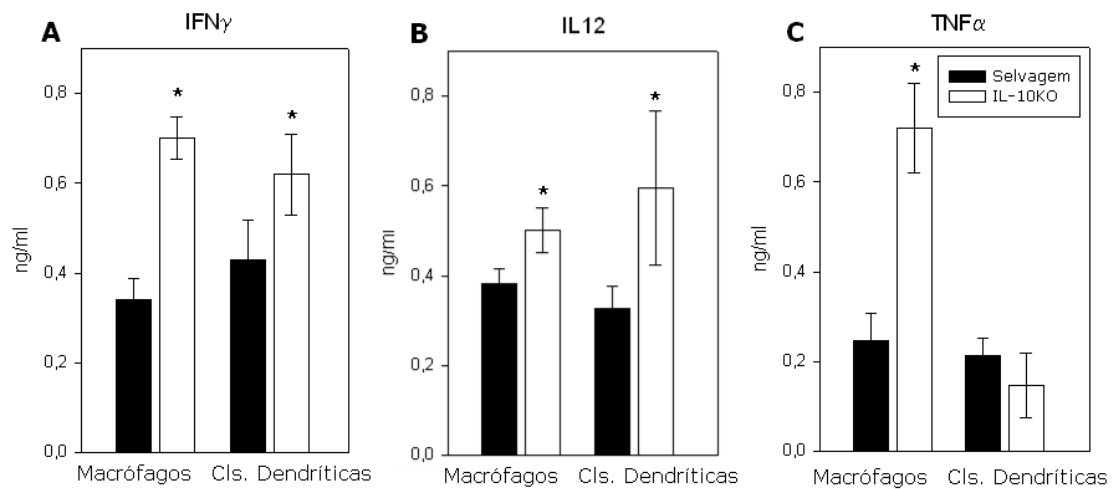 A
IFNγ
ng/ml
0,8
0,6
0,4
0,2
0,0
*
*
Macrófagos
Cls. Dendríticas
B
IL12
ng/ml
0,8
0,6
0,4
0,2
0,0
*
*
Macrófagos
Cls. Dendríticas
C
TNFα
ng/ml
0,8
0,6
0,4
0,2
0,0
*
Selvagem
IL-10KO
Macrófagos
Cls. Dendríticas